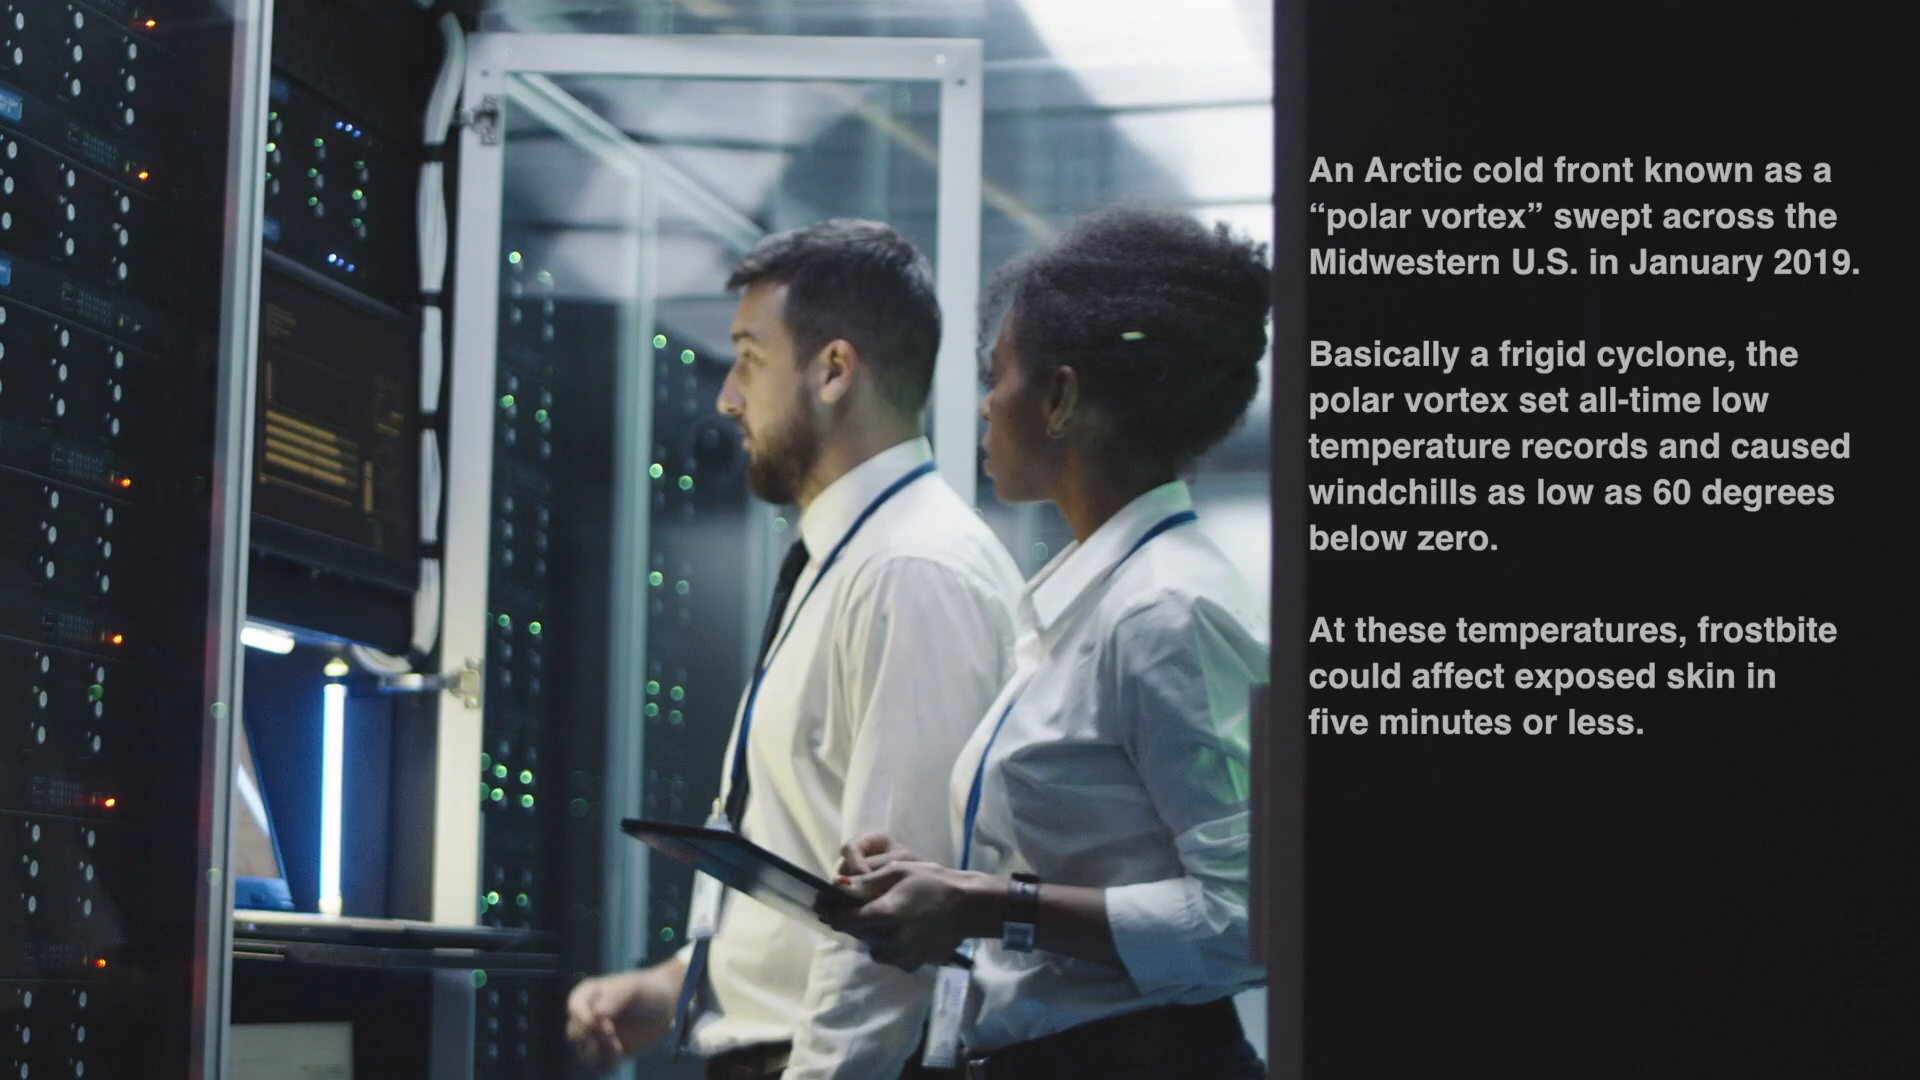 An Arctic cold front known as a
“polar vortex” swept across the
Midwestern U.S. in January 2019.
Basically a frigid cyclone, the
polar vortex set all-time low
temperature records and caused
windchills as low as 60 degrees
below zero.
At these temperatures, frostbite
could affect exposed skin in
five minutes or less.